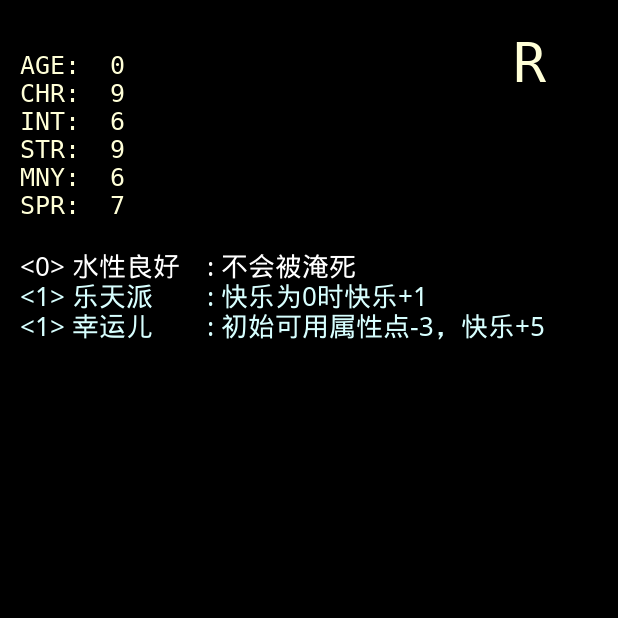 R
AGE: 0
CHR: 9
INT: 6
STR: 9
MNY: 6
SPR: 7
<0> 水性良好 : 不会被淹死
<1> 乐天派 : 快乐为0时快乐+1
<1> 幸运儿 : 初始可用属性点-3，快乐+5